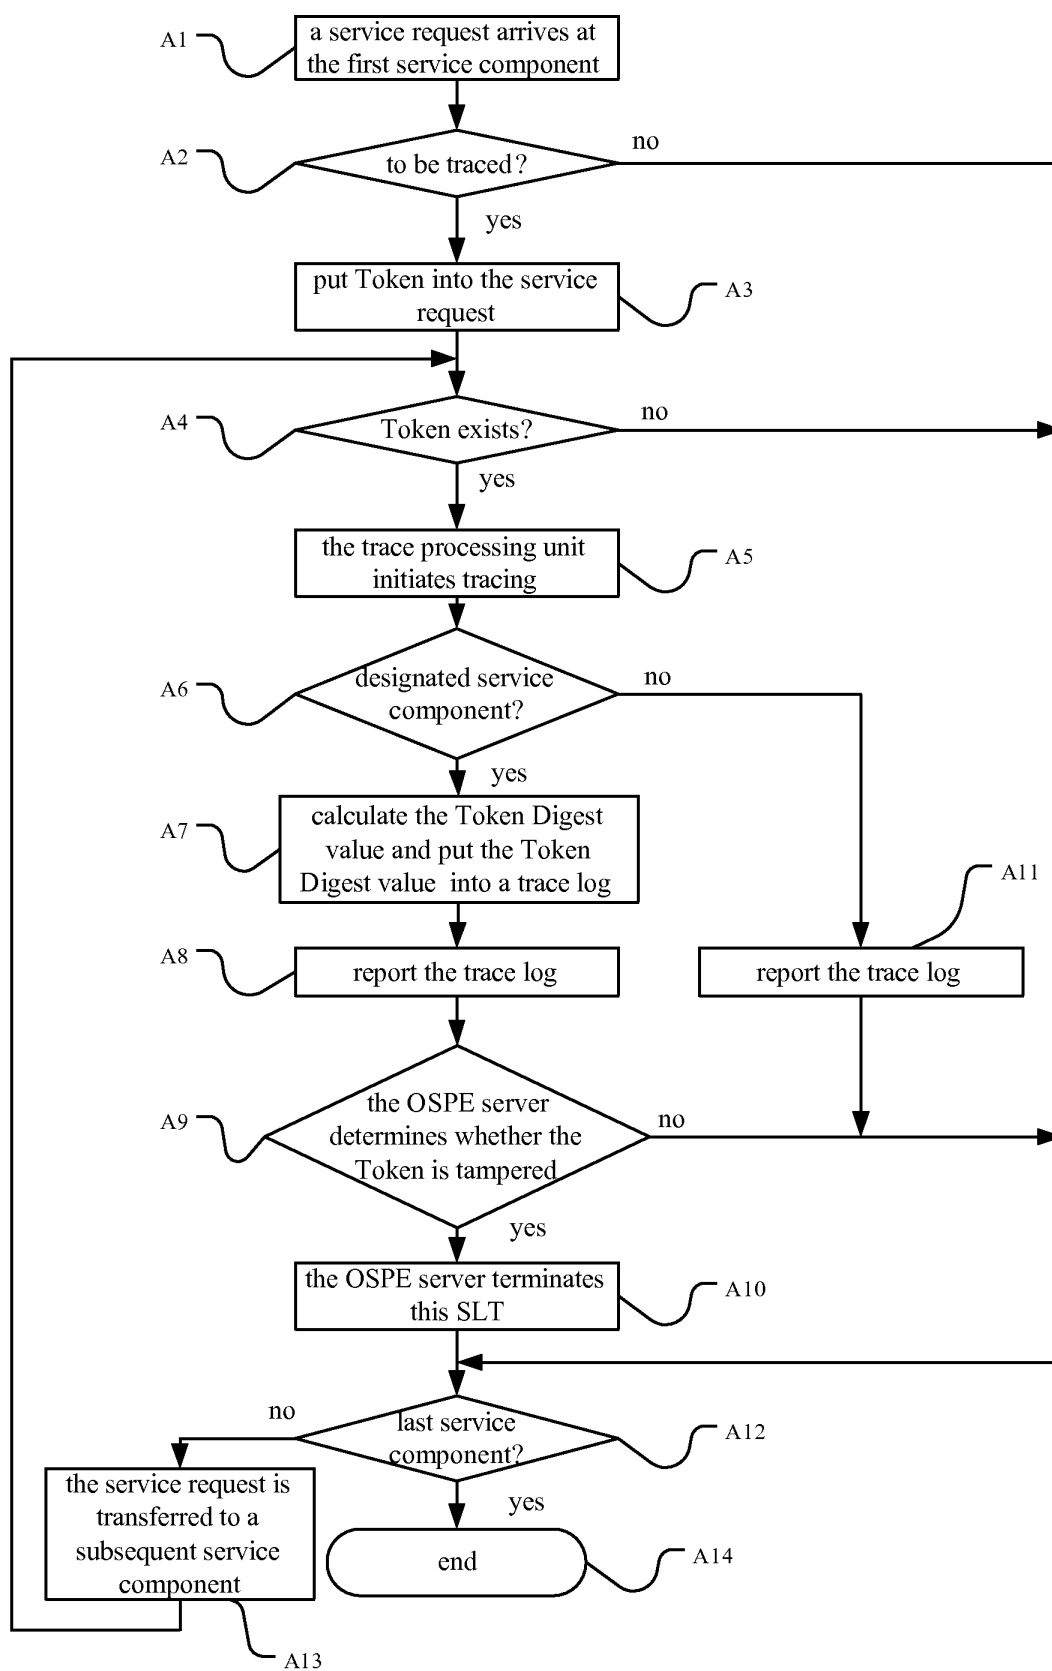 A1
a service request arrives at
the first service component
A2
to be traced?
no
yes
put Token into the service
request
A3
A4
Token exists?
no
yes
the trace processing unit
initiates tracing
A5
A6
designated service
component?
no
yes
A7
calculate the Token Digest
value and put the Token
Digest value into a trace log
A11
A8
report the trace log
report the trace log
A9
the OSPE server
determines whether the
Token is tampered
no
yes
the OSPE server terminates
this SLT
A10
no
last service
component?
A12
yes
the service request is
transferred to a
subsequent service
component
end
A14
A13